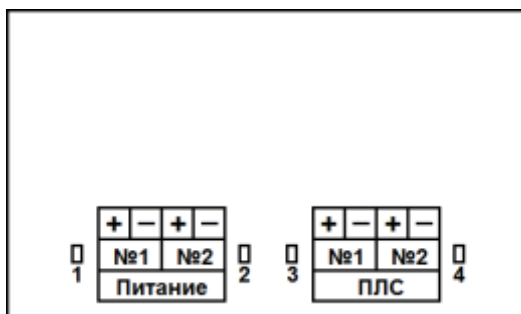 + − + − + − + −
№1 №2 №1 №2
1 Питание 2 3 ПЛС 4